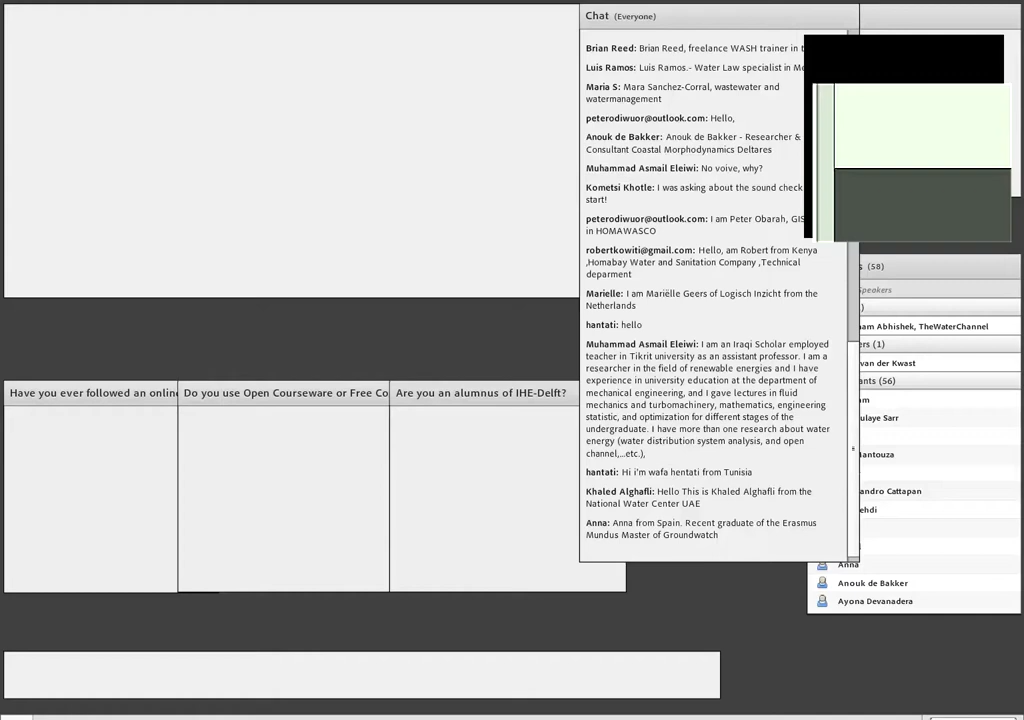 Chat (Everyone)
Brian Reed: Brian Reed, freelance WASH trainer in
Luis Ramos: Luis Ramos.- Water Law specialist in
Maria S: Mara Sanchez-Corral, wastewater and
watermanagement
peterodiwuor@outlook.com: Hello,
Anouk de Bakker: Anouk de Bakker - Researcher &
Consultant Coastal Morphodynamics Deltares
Muhammad Asmail Eleiwi: No voive, why?
Kometsi Khotle: I was asking about the sound check
start!
peterodiwuor@outlook.com: I am Peter Obarah, GIS
in HOMAWASCO
robertkowiti@gmail.com: Hello, am Robert from Kenya
,Homabay Water and Sanitation Company ,Technical
deparment
Marielle: I am Mariëlle Geers of Logisch Inzicht from the
Netherlands
hantati: hello
Muhammad Asmail Eleiwi: I am an Iraqi Scholar employed
teacher in Tikrit university as an assistant professor. I am a
researcher in the field of renewable energies and I have
experience in university education at the department of
mechanical engineering, and I gave lectures in fluid
mechanics and turbomachinery, mathematics, engineering
statistic, and optimization for different stages of the
undergraduate. I have more than one research about water
energy (water distribution system analysis, and open
channel,...etc.),
hantati: Hi i'm wafa hentati from Tunisia
Khaled Alghafli: Hello This is Khaled Alghafli from the
National Water Center UAE
Anna: Anna from Spain. Recent graduate of the Erasmus
Mundus Master of Groundwatch
s (58)
Speakers
)
am Abhishek, TheWaterChannel
ers (1)
van der Kwast
ants (56)
am
ulaye Sarr
lantouza
andro Cattapan
ehdi
Anna
Anouk de Bakker
Ayona Devanadera
Have you ever followed an onlin
Do you use Open Courseware or Free Co
Are you an alumnus of IHE-Delft?